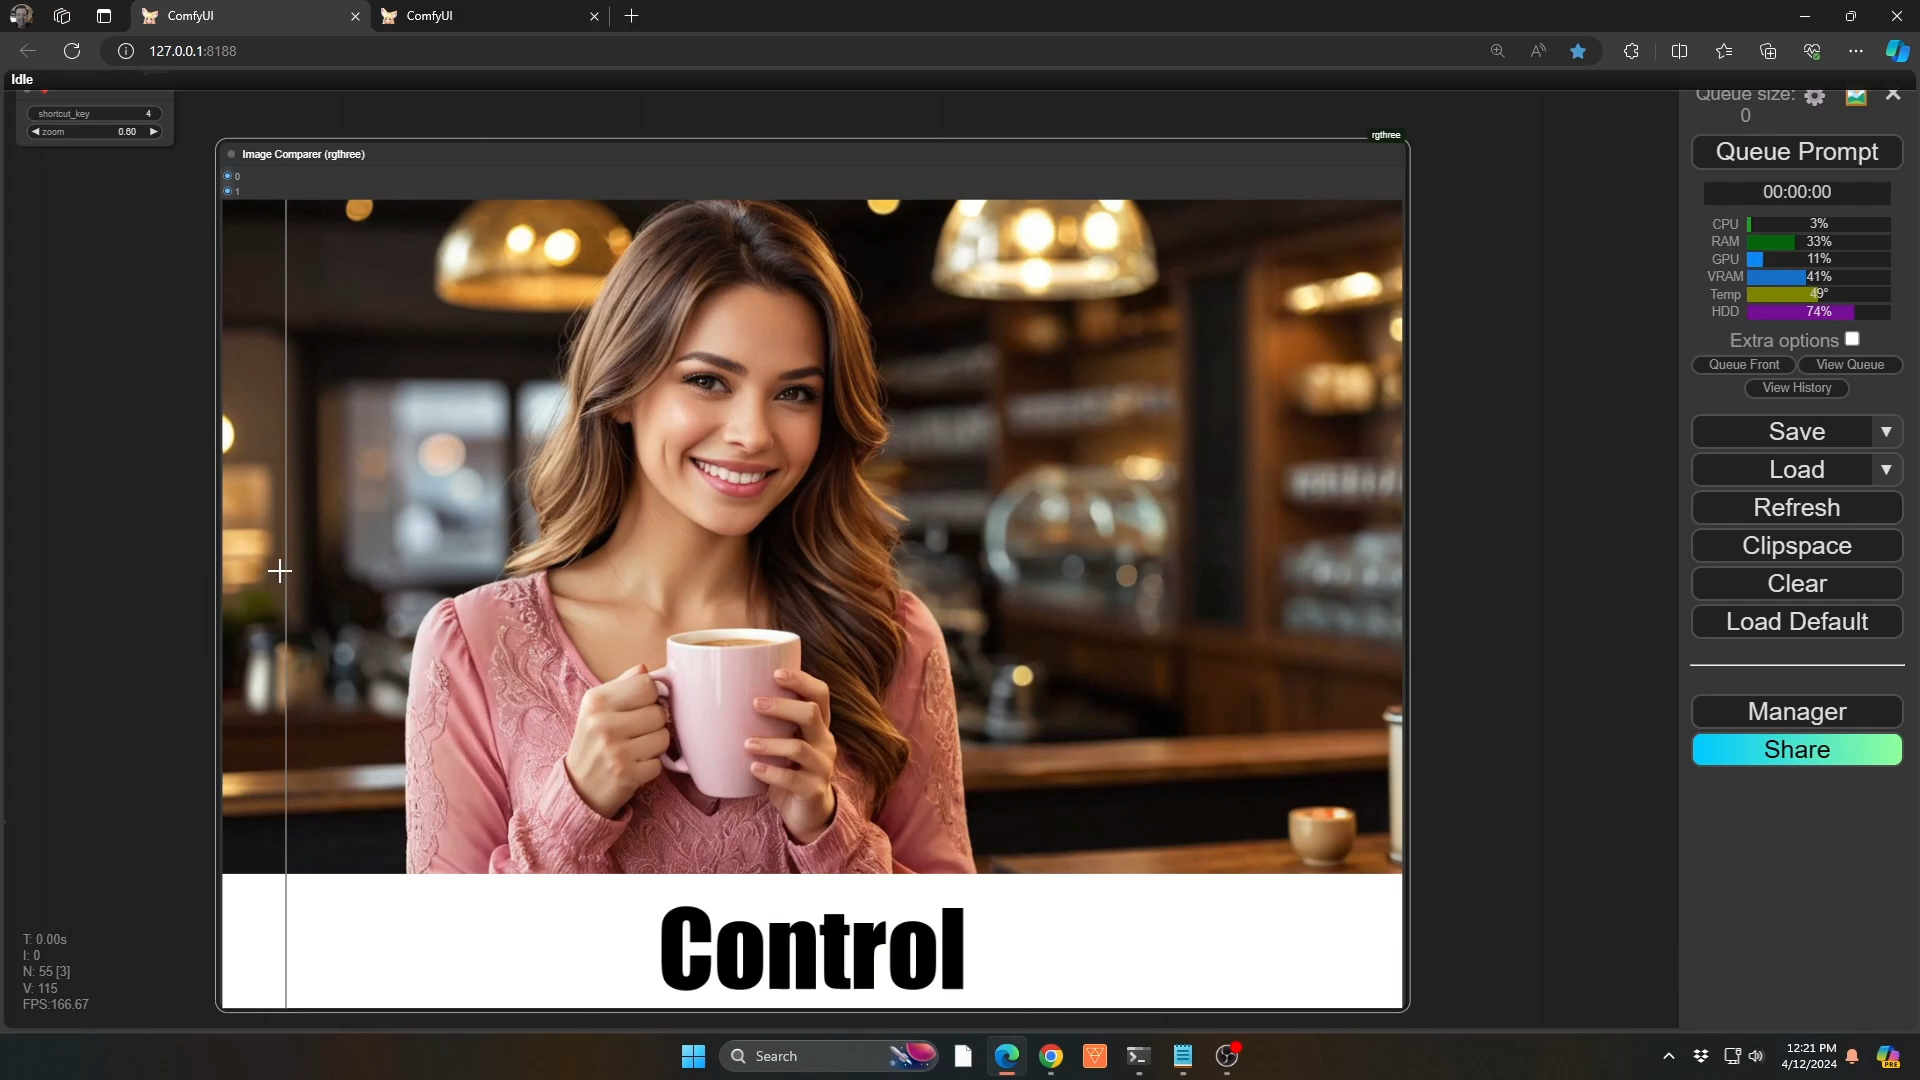 ComfyUI
ComfyUI
127.0.0.1:8188
Idle
shortcut_key 4
zoom 0.60
rgthree
Image Comparer (rgthree)
0
1
Control
T: 0.00s
I: 0
N: 55 [3]
V: 115
FPS:166.67
Queue size:
0
Queue Prompt
00:00:00
CPU 3%
RAM 33%
GPU 11%
VRAM 41%
Temp 49°
HDD 74%
Extra options
Queue Front
View Queue
View History
Save
Load
Refresh
Clipspace
Clear
Load Default
Manager
Share
Search
12:21 PM
4/12/2024
PRE